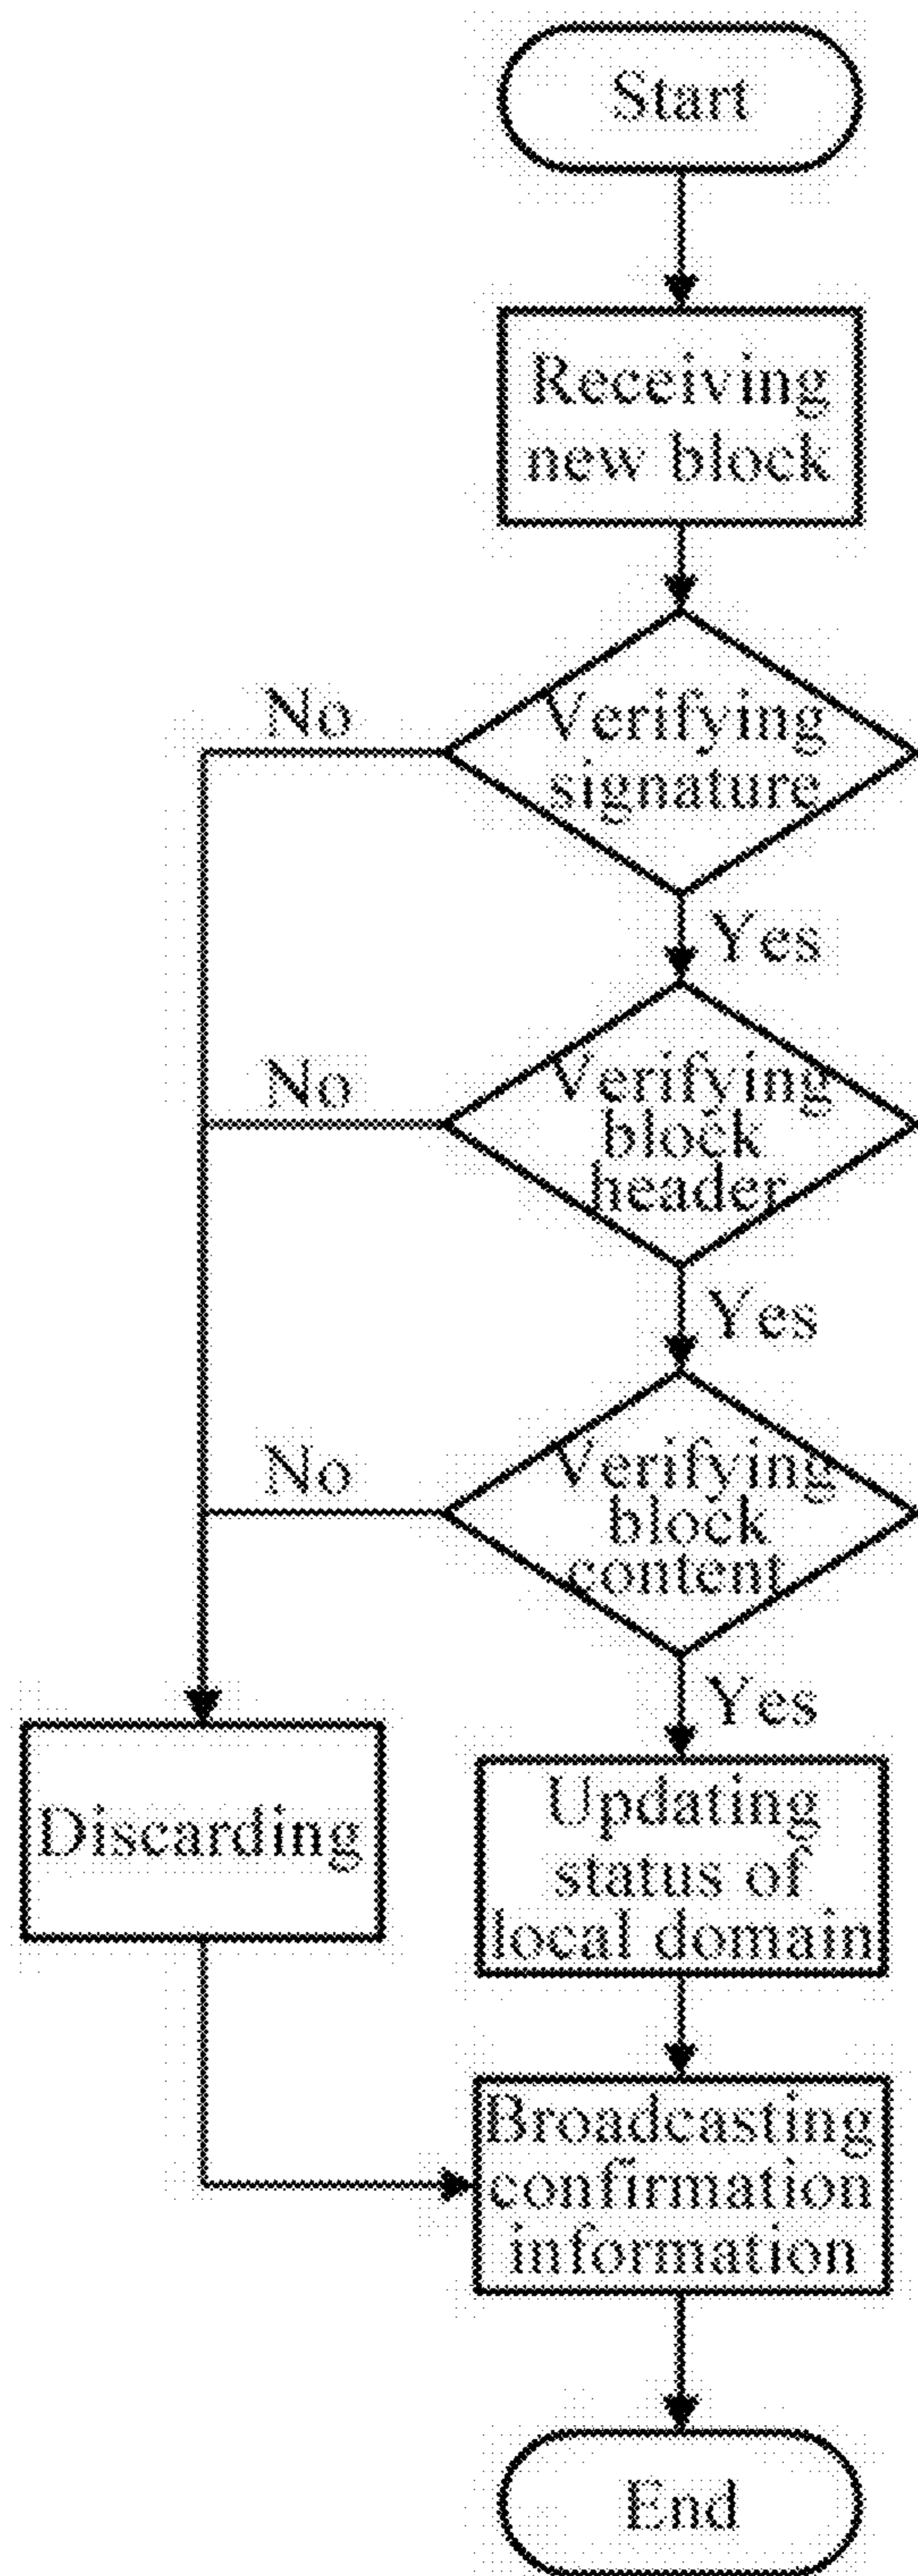 Start
Receiving
new block
No
Verifying
signature
Yes
No
Verifying
block
header
Yes
No
Verifying
block
content
Yes
Discarding
Updating
status of
local domain
Broadcasting
confirmation
information
End